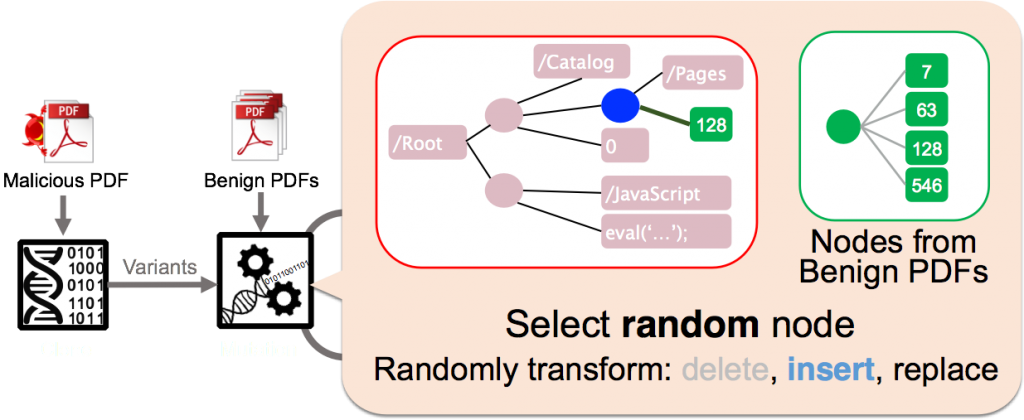 /Catalog
/Pages
128
/Root
0
/JavaScript
eval(‘…’);
7
63
128
546
Nodes from
Benign PDFs
PDF
Malicious PDF
PDF
Benign PDFs
0101
1000
0101
1101
1011
Variants
01011001101
Select random node
Randomly transform: delete, insert, replace